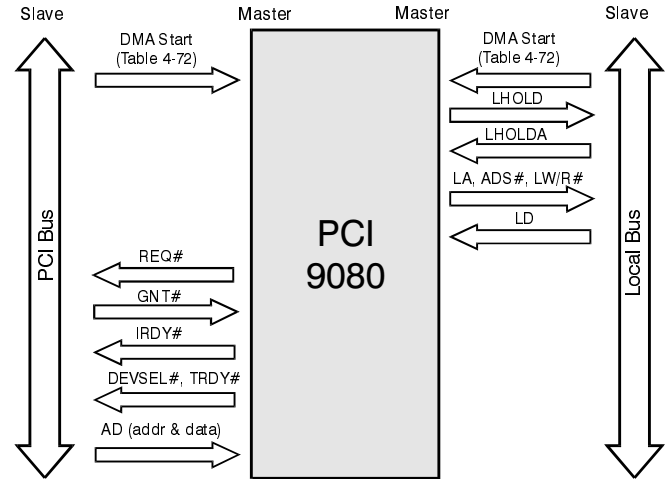 Slave
Master
Master
Slave
DMA Start
(Table 4-72)
DMA Start
(Table 4-72)
LHOLD
LHOLDA
LA, ADS#, LW/R#
LD
PCI Bus
PCI
9080
Local Bus
REQ#
GNT#
IRDY#
DEVSEL#, TRDY#
AD (addr & data)